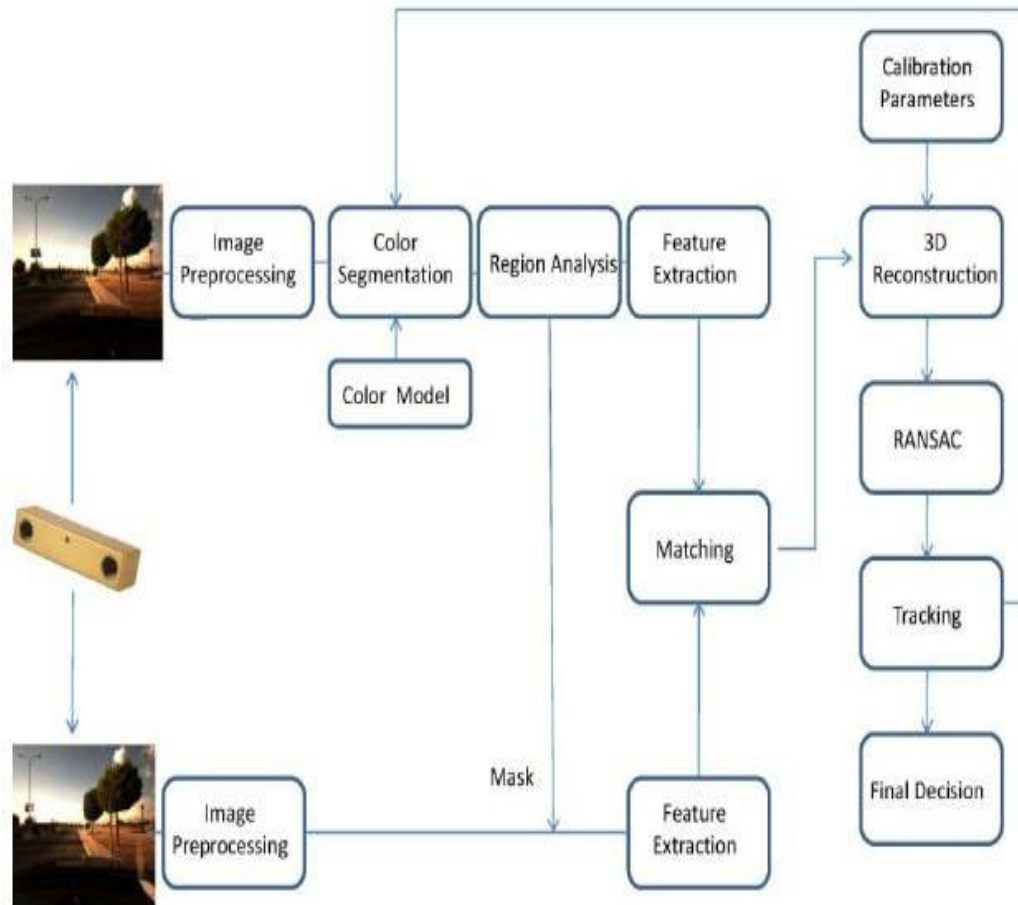 Calibration
Parameters
Image
Preprocessing
Color
Segmentation
Region Analysis
Feature
Extraction
3D
Reconstruction
Color Model
RANSAC
Matching
Tracking
Mask
Image
Preprocessing
Feature
Extraction
Final Decision